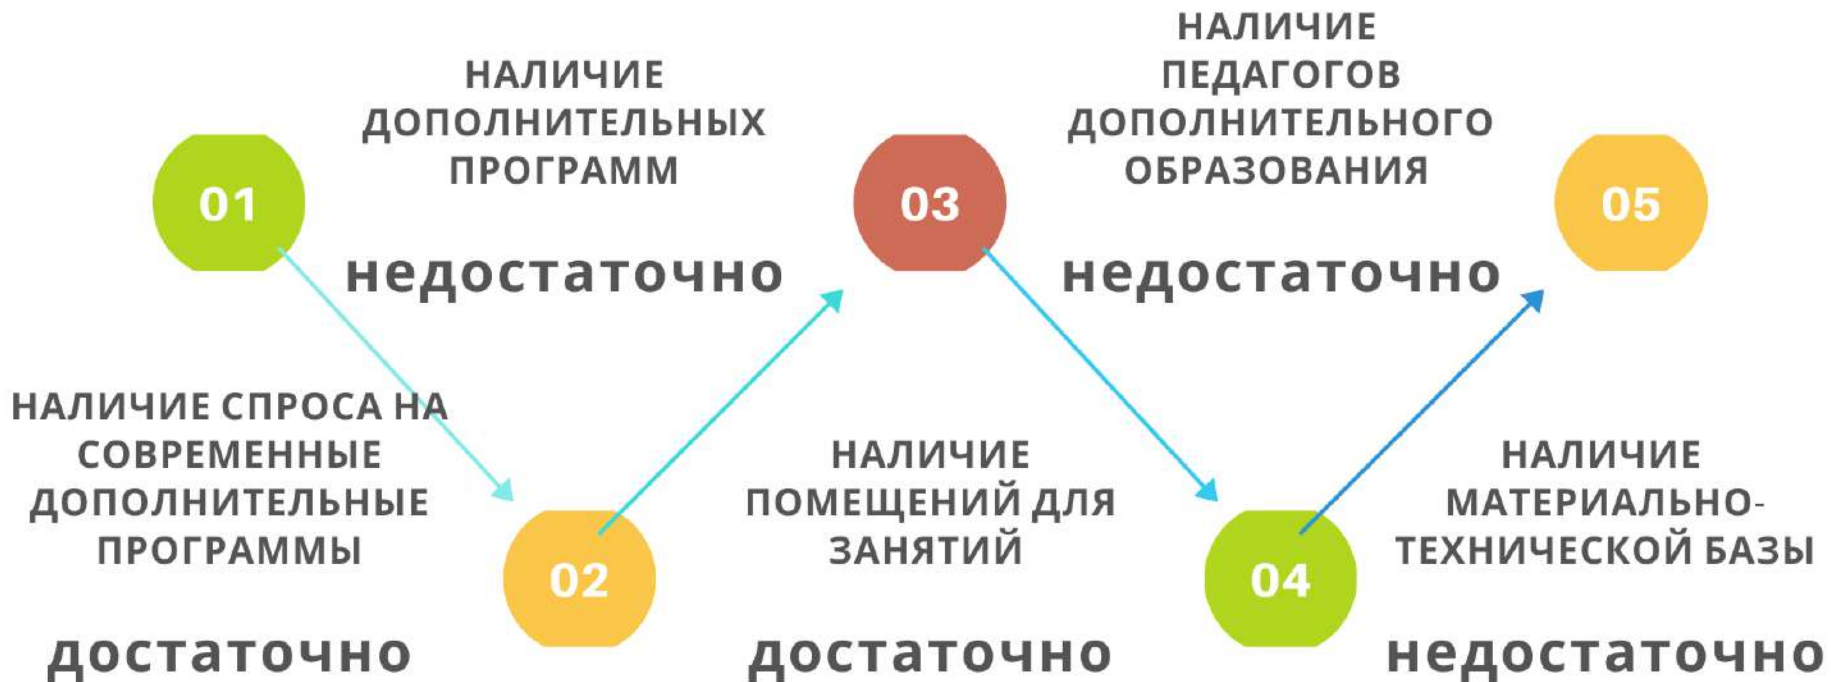 01
НАЛИЧИЕ СПРОСА НА
СОВРЕМЕННЫЕ
ДОПОЛНИТЕЛЬНЫЕ
ПРОГРАММЫ
достаточно
НАЛИЧИЕ
ДОПОЛНИТЕЛЬНЫХ
ПРОГРАММ
недостаточно
02
03
НАЛИЧИЕ
ПОМЕЩЕНИЙ ДЛЯ
ЗАНЯТИЙ
достаточно
НАЛИЧИЕ
ПЕДАГОГОВ
ДОПОЛНИТЕЛЬНОГО
ОБРАЗОВАНИЯ
недостаточно
04
05
НАЛИЧИЕ
МАТЕРИАЛЬНО-
ТЕХНИЧЕСКОЙ БАЗЫ
недостаточно